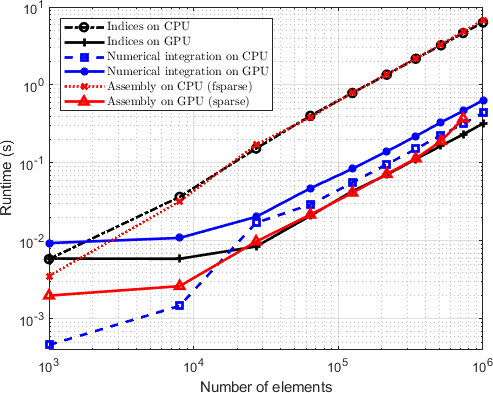 10^1
10^0
10^-1
10^-2
10^-3
Runtime (s)
Indices on CPU
Indices on GPU
Numerical integration on CPU
Numerical integration on GPU
Assembly on CPU (fsparse)
Assembly on GPU (sparse)
10^3 10^4 10^5 10^6
Number of elements